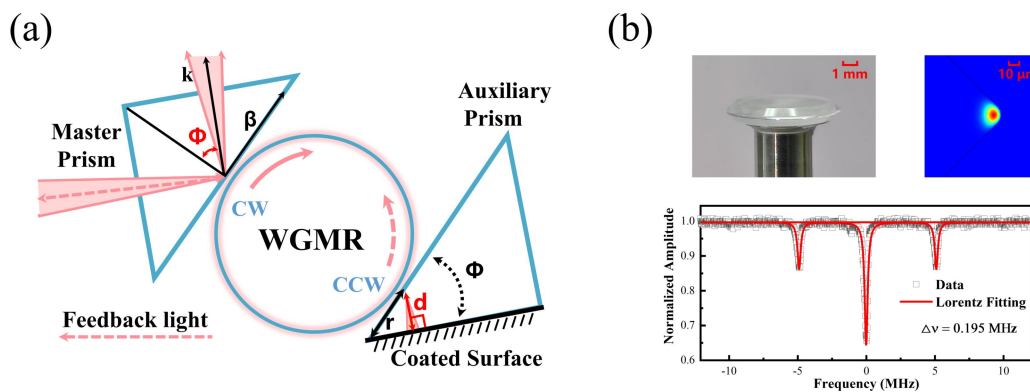 (a)
k
Φ
β
Master
Prism
Auxiliary
Prism
CW
WGMR
CCW
Φ
d
r
Feedback light
Coated Surface
(b)
1 mm
10 μm
Normalized Amplitude
1.0
0.9
0.8
0.7
0.6
Data
Lorentz Fitting
Δν = 0.195 MHz
-10
-5
0
5
10
Frequency (MHz)